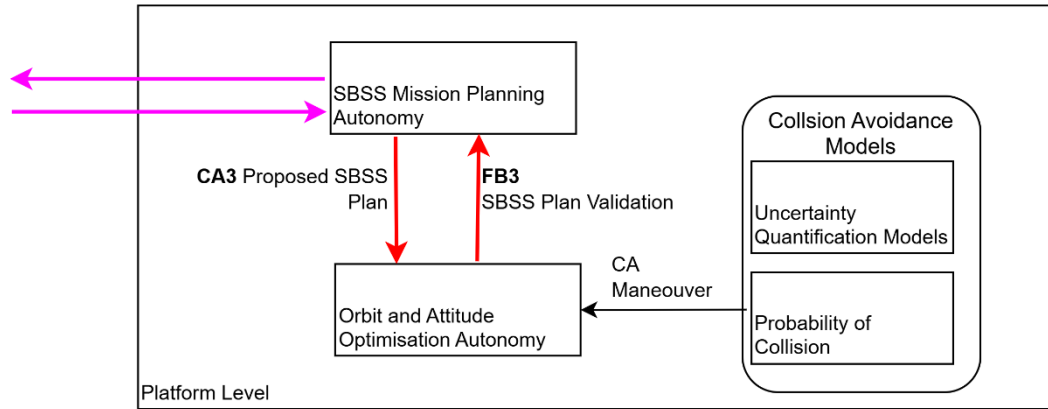 SBSS Mission Planning
Autonomy
CA3 Proposed SBSS
Plan
FB3
SBSS Plan Validation
Collsion Avoidance
Models
Uncertainty
Quantification Models
CA
Maneouver
Orbit and Attitude
Optimisation Autonomy
Probability of
Collision
Platform Level